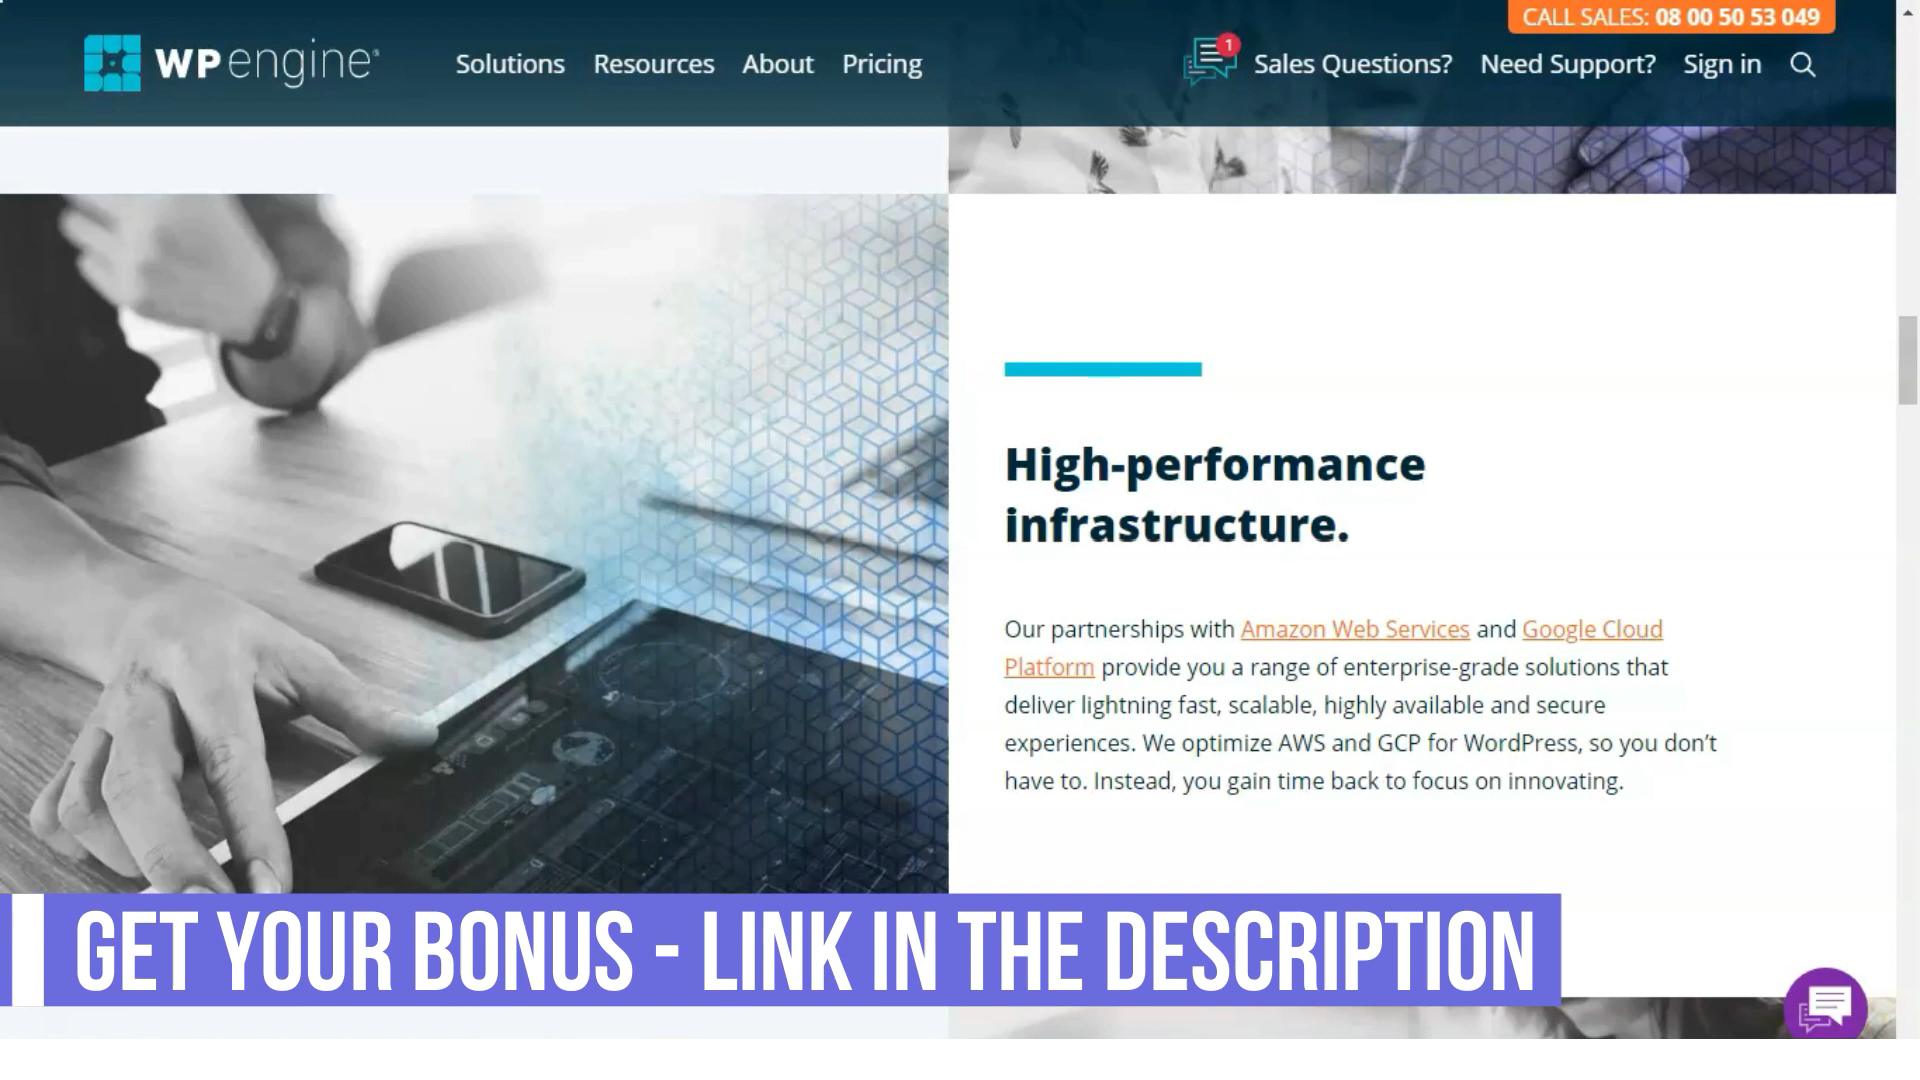 CALL SALES: 08 00 50 53 049
WP engine®
Solutions
Resources
About
Pricing
1
Sales Questions?
Need Support?
Sign in
High-performance
infrastructure.
Our partnerships with Amazon Web Services and Google Cloud
Platform provide you a range of enterprise-grade solutions that
deliver lightning fast, scalable, highly available and secure
experiences. We optimize AWS and GCP for WordPress, so you don’t
have to. Instead, you gain time back to focus on innovating.
GET YOUR BONUS - LINK IN THE DESCRIPTION